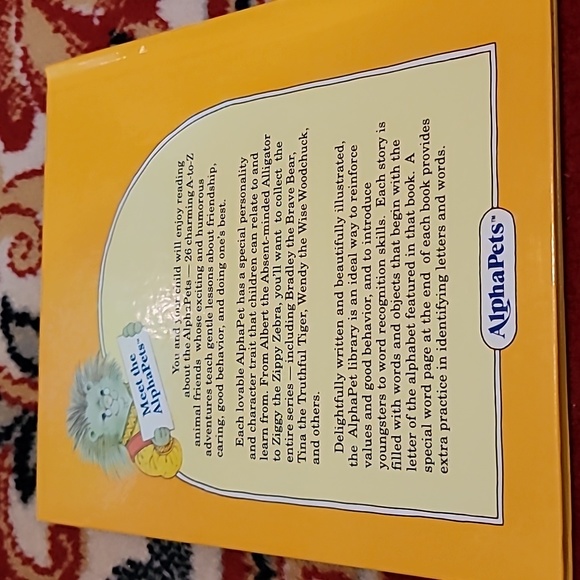 Meet the
AlphaPets™
You and your child will enjoy reading
about the AlphaPets — 26 charming A-to-Z
animal friends whose exciting and humorous
adventures teach gentle lessons about friendship,
caring, good behavior, and doing one's best.
Each lovable AlphaPet has a special personality
and character trait that children can relate to and
learn from. From Albert the Absent-minded Alligator
to Ziggy the Zippy Zebra, you'll want to collect the
entire series — including Bradley the Brave Bear,
Tina the Truthful Tiger, Wendy the Wise Woodchuck,
and others.
Delightfully written and beautifully illustrated,
the AlphaPet library is an ideal way to reinforce
values and good behavior, and to introduce
youngsters to word recognition skills. Each story is
filled with words and objects that begin with the
letter of the alphabet featured in that book. A
special word page at the end of each book provides
extra practice in identifying letters and words.
AlphaPets™